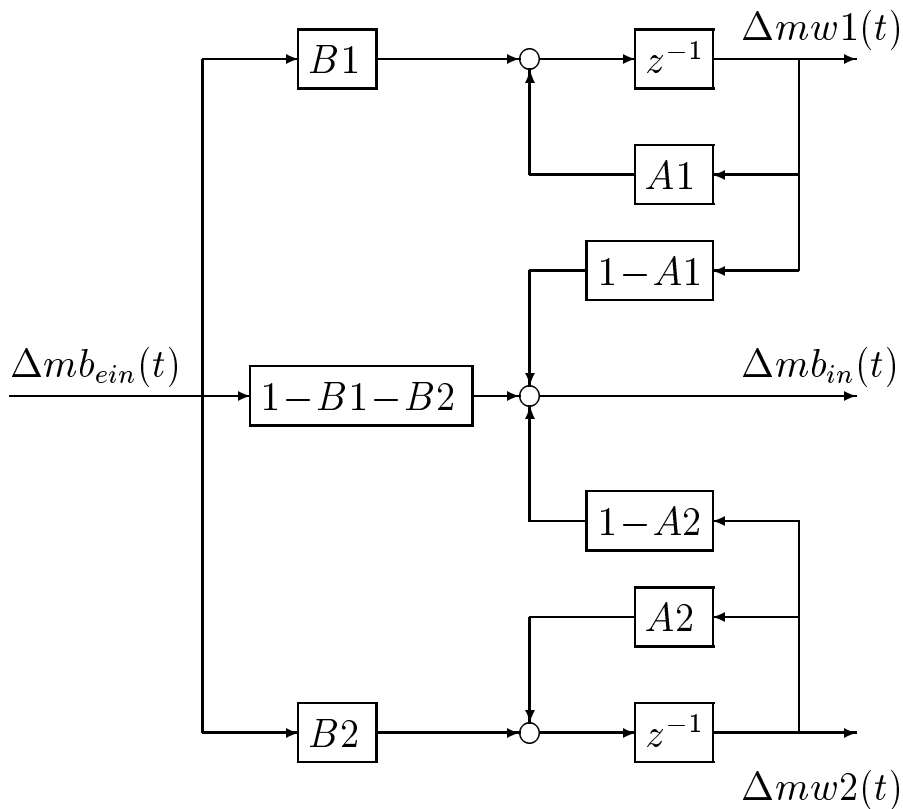 Δmw1(t)
B1
z⁻¹
A1
1−A1
Δmb_ein(t)
1−B1−B2
Δmb_in(t)
1−A2
A2
B2
z⁻¹
Δmw2(t)